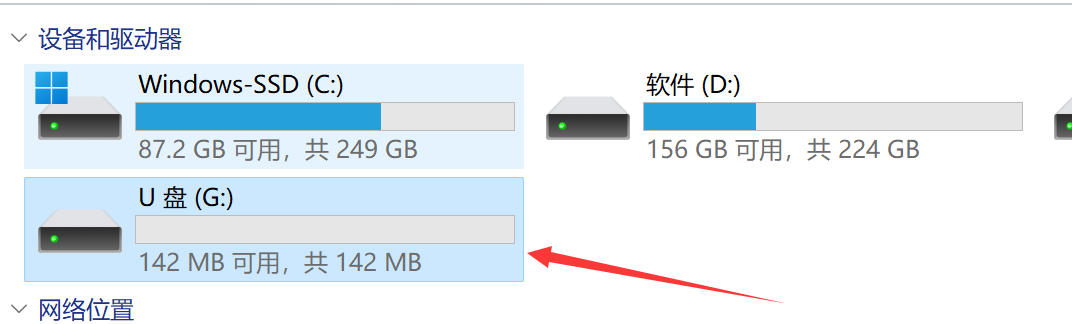 设备和驱动器
Windows-SSD (C:)
87.2 GB 可用，共 249 GB
软件 (D:)
156 GB 可用，共 224 GB
U 盘 (G:)
142 MB 可用，共 142 MB
网络位置